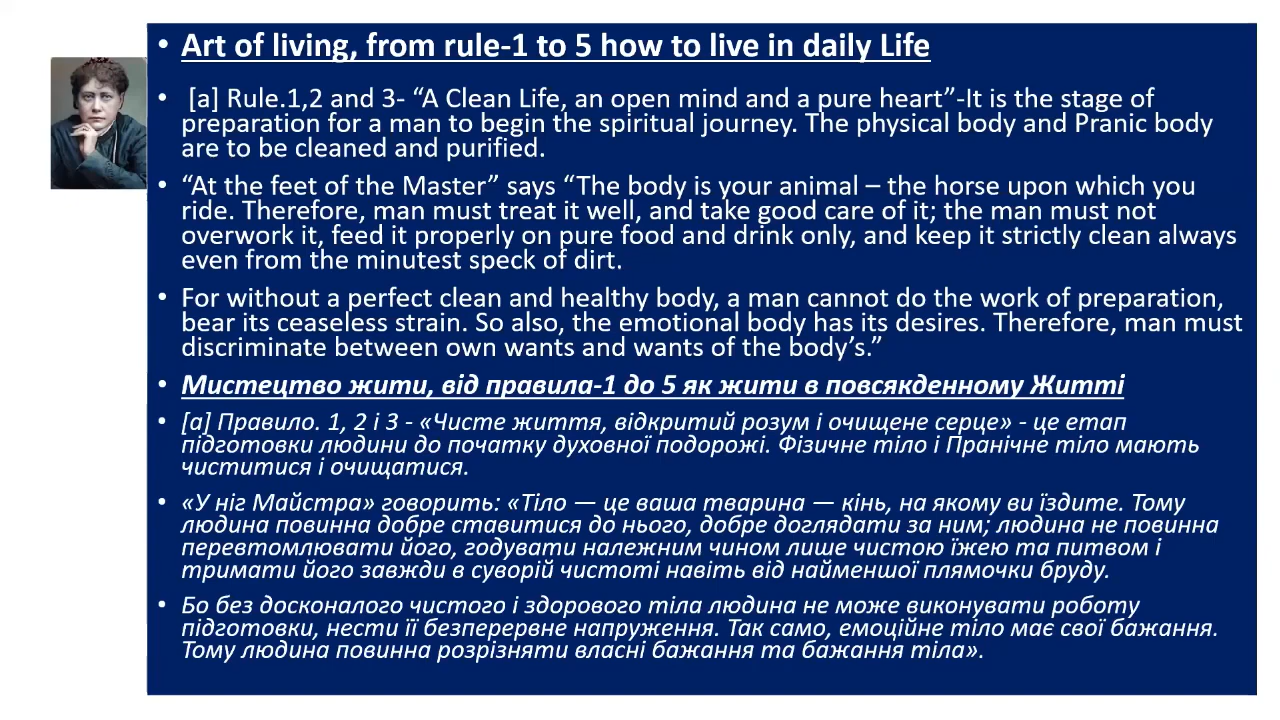 • Art of living, from rule-1 to 5 how to live in daily Life
• [a] Rule.1,2 and 3- “A Clean Life, an open mind and a pure heart”-It is the stage of
preparation for a man to begin the spiritual journey. The physical body and Pranic body
are to be cleaned and purified.
• “At the feet of the Master” says “The body is your animal – the horse upon which you
ride. Therefore, man must treat it well, and take good care of it; the man must not
overwork it, feed it properly on pure food and drink only, and keep it strictly clean always
even from the minutest speck of dirt.
• For without a perfect clean and healthy body, a man cannot do the work of preparation,
bear its ceaseless strain. So also, the emotional body has its desires. Therefore, man must
discriminate between own wants and wants of the body’s.”
• Мистецтво жити, від правила-1 до 5 як жити в повсякденному Житті
• [a] Правило. 1, 2 і 3 - «Чисте життя, відкритий розум і очищене серце» - це етап
підготовки людини до початку духовної подорожі. Фізичне тіло і Пранічне тіло мають
чиститися і очищатися.
• «У ніг Майстра» говорить: «Тіло — це ваша тварина — кінь, на якому ви їздите. Тому
людина повинна добре ставитися до нього, добре доглядати за ним; людина не повинна
перевтомлювати його, годувати належним чином лише чистою їжею та питвом і
тримати його завжди в суворій чистоті навіть від найменшої плямочки бруду.
• Бо без досконалого чистого і здорового тіла людина не може виконувати роботу
підготовки, нести її безперервне напруження. Так само, емоційне тіло має свої бажання.
Тому людина повинна розрізняти власні бажання та бажання тіла».